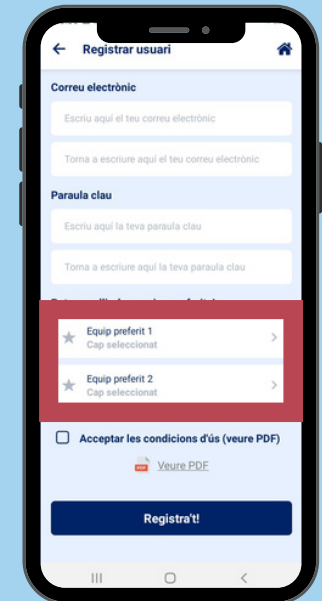 Registrar usuari
Correu electrònic
Escriu aquí el teu correu electrònic
Torna a escriure aquí el teu correu electrònic
Paraula clau
Escriu aquí la teva paraula clau
Torna a escriure aquí la teva paraula clau
Equip preferit 1
Cap seleccionat
Equip preferit 2
Cap seleccionat
Acceptar les condicions d'ús (veure PDF)
PDF
Veure PDF
Registra't!